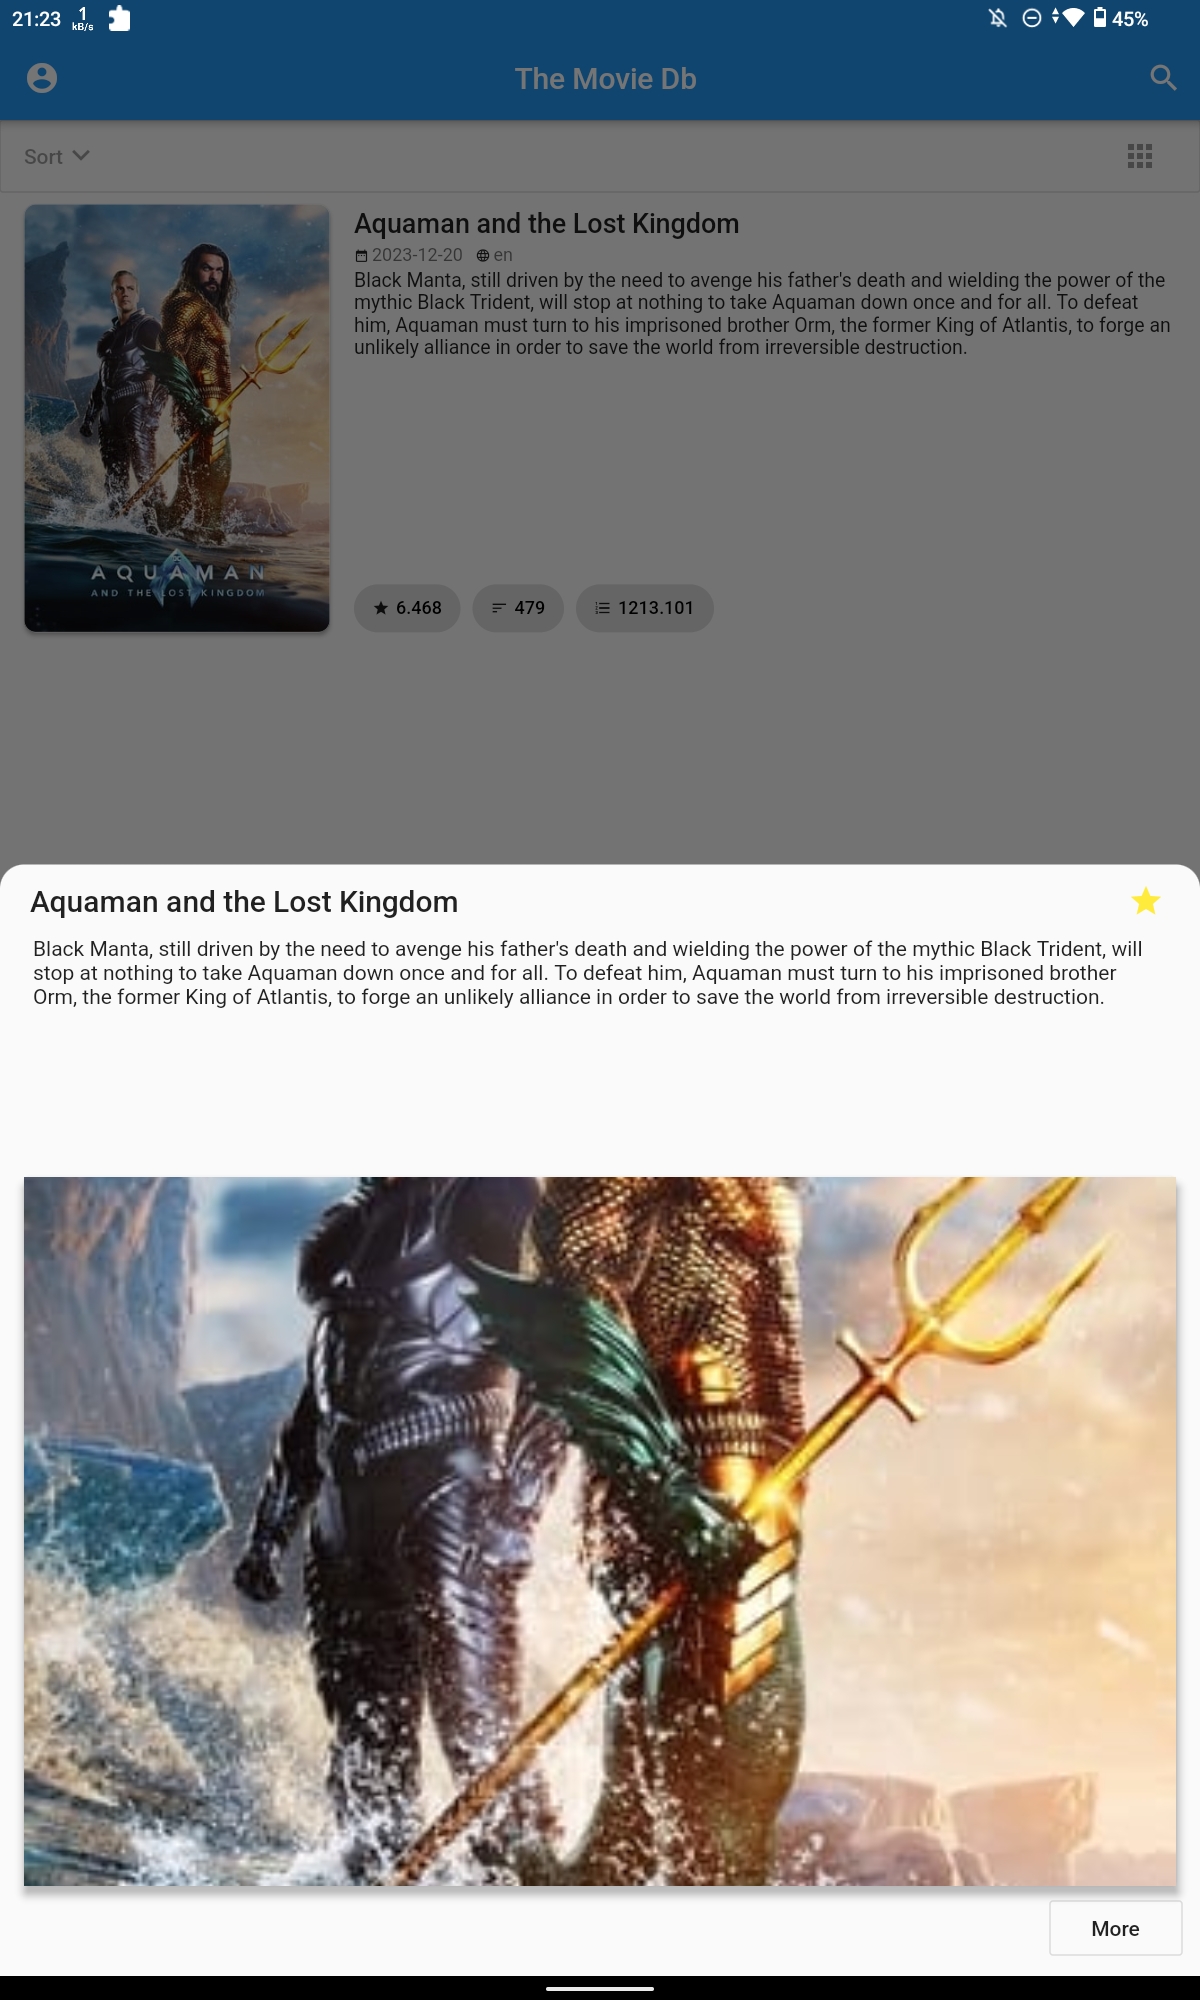 21:23 1 kB/s 45%
The Movie Db
Sort
Aquaman and the Lost Kingdom
2023-12-20 en
Black Manta, still driven by the need to avenge his father's death and wielding the power of the
mythic Black Trident, will stop at nothing to take Aquaman down once and for all. To defeat
him, Aquaman must turn to his imprisoned brother Orm, the former King of Atlantis, to forge an
unlikely alliance in order to save the world from irreversible destruction.
AQUAMAN
AND THE LOST KINGDOM
6.468 479 1213.101
Aquaman and the Lost Kingdom
Black Manta, still driven by the need to avenge his father's death and wielding the power of the mythic Black Trident, will
stop at nothing to take Aquaman down once and for all. To defeat him, Aquaman must turn to his imprisoned brother
Orm, the former King of Atlantis, to forge an unlikely alliance in order to save the world from irreversible destruction.
More